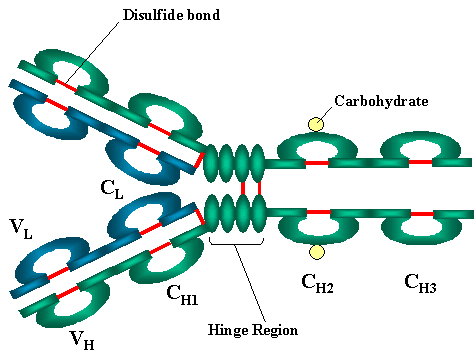 Disulfide bond
Carbohydrate
CL
VL
CH1
CH2
CH3
VH
Hinge Region